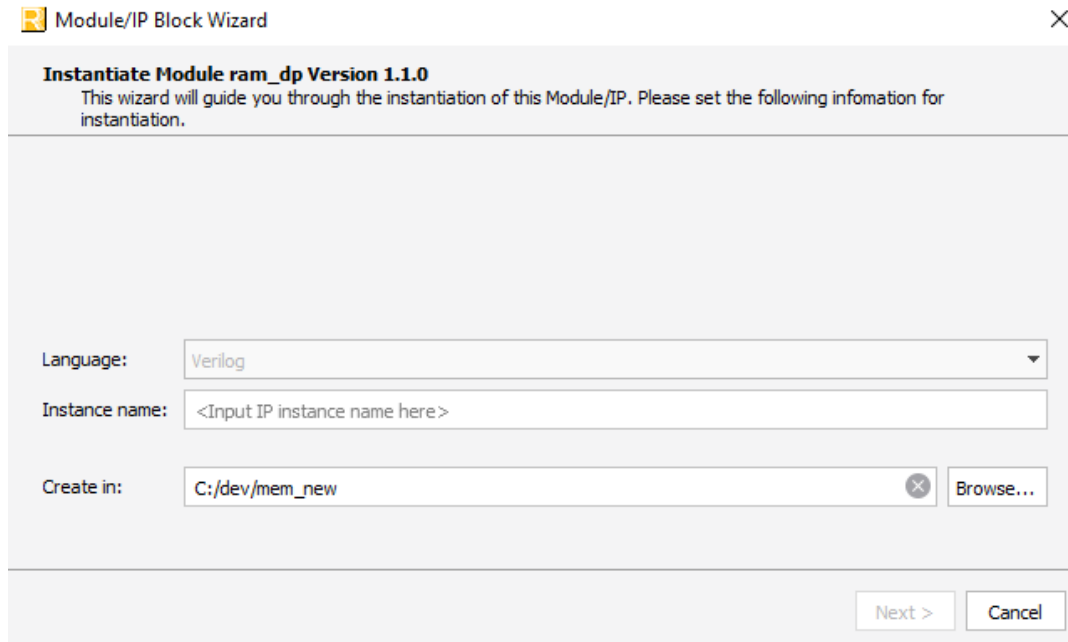 Module/IP Block Wizard
Instantiate Module ram_dp Version 1.1.0
This wizard will guide you through the instantiation of this Module/IP. Please set the following infomation for
instantiation.
Language: Verilog
Instance name: <Input IP instance name here>
Create in: C:/dev/mem_new Browse...
Next > Cancel